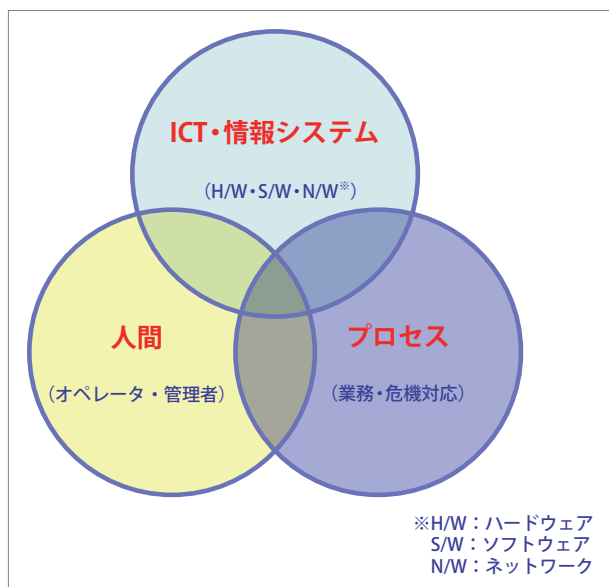 ICT・情報システム
（H/W・S/W・N/W※）
人間
（オペレータ・管理者）
プロセス
（業務・危機対応）
※H/W：ハードウェア
S/W：ソフトウェア
N/W：ネットワーク